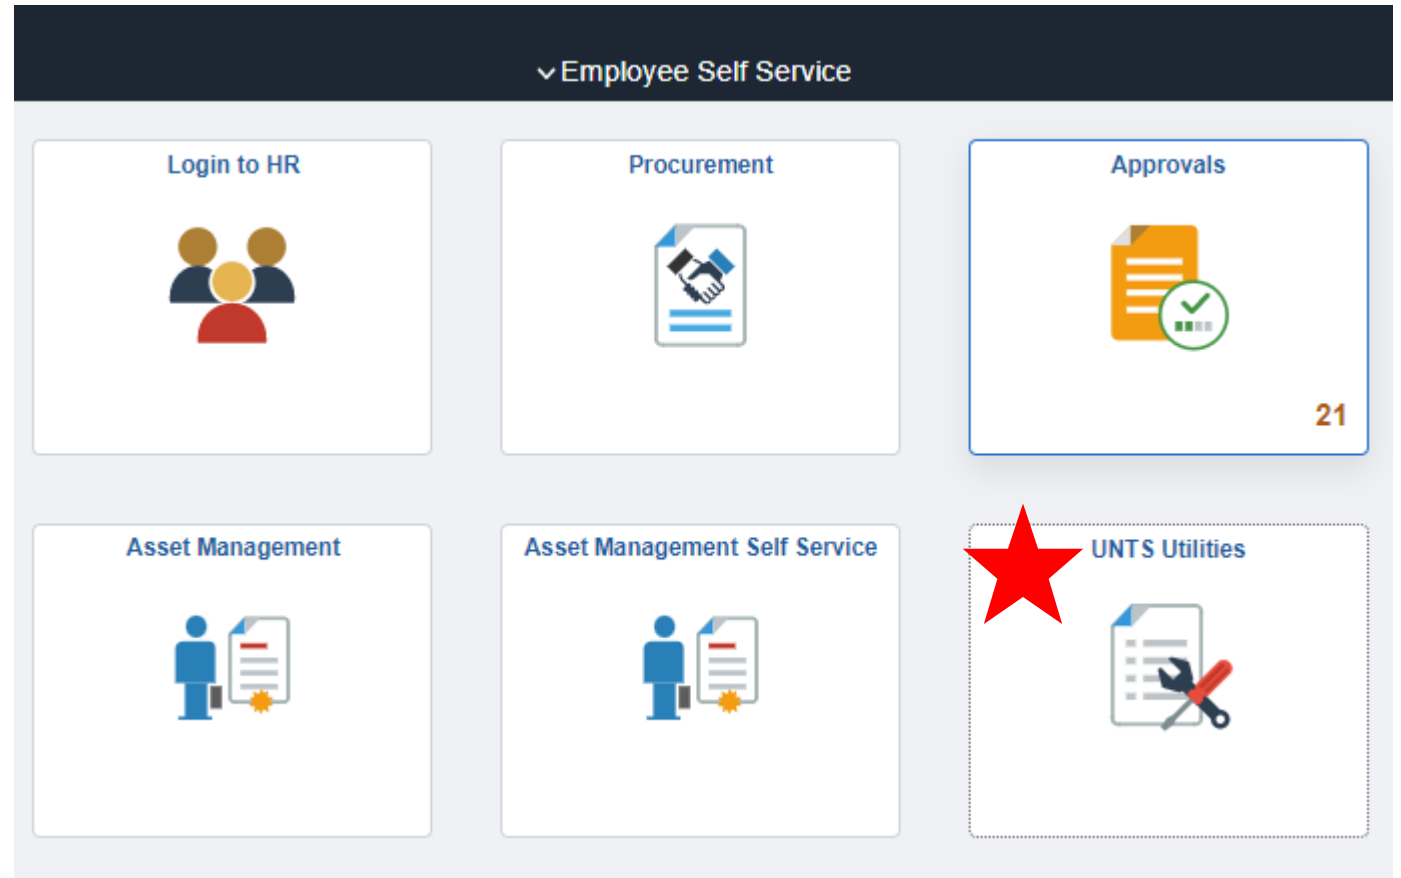 Employee Self Service
Login to HR
Procurement
Approvals
21
Asset Management
Asset Management Self Service
UNTS Utilities